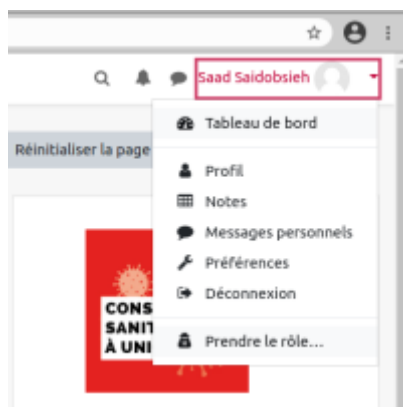 Saad Saidobsieh
Tableau de bord
Réinitialiser la page
Profil
Notes
Messages personnels
Préférences
Déconnexion
CONS
SANIT
À UNI
Prendre le rôle...